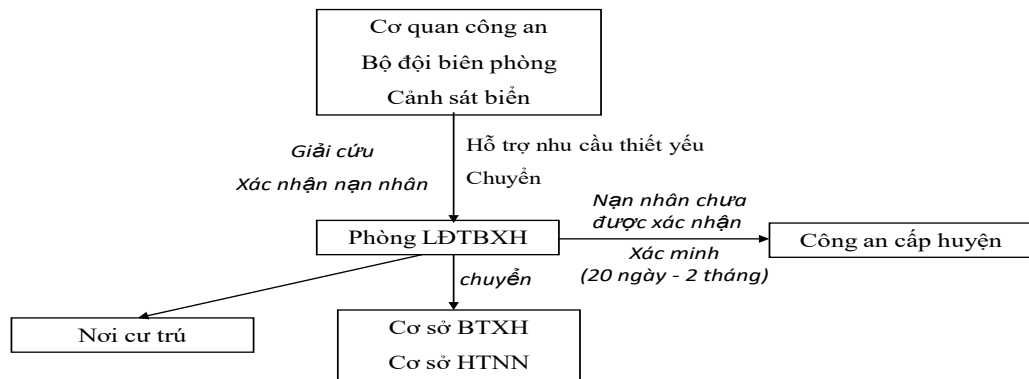 Cơ quan công an
Bộ đội biên phòng
Cảnh sát biển
Giải cứu
Xác nhận nạn nhân
Hỗ trợ nhu cầu thiết yếu
Chuyển
Nạn nhân chưa
được xác nhận
Phòng LĐTBXH
Công an cấp huyện
Xác minh
(20 ngày - 2 tháng)
chuyển
Nơi cư trú
Cơ sở BTXH
Cơ sở HTNN